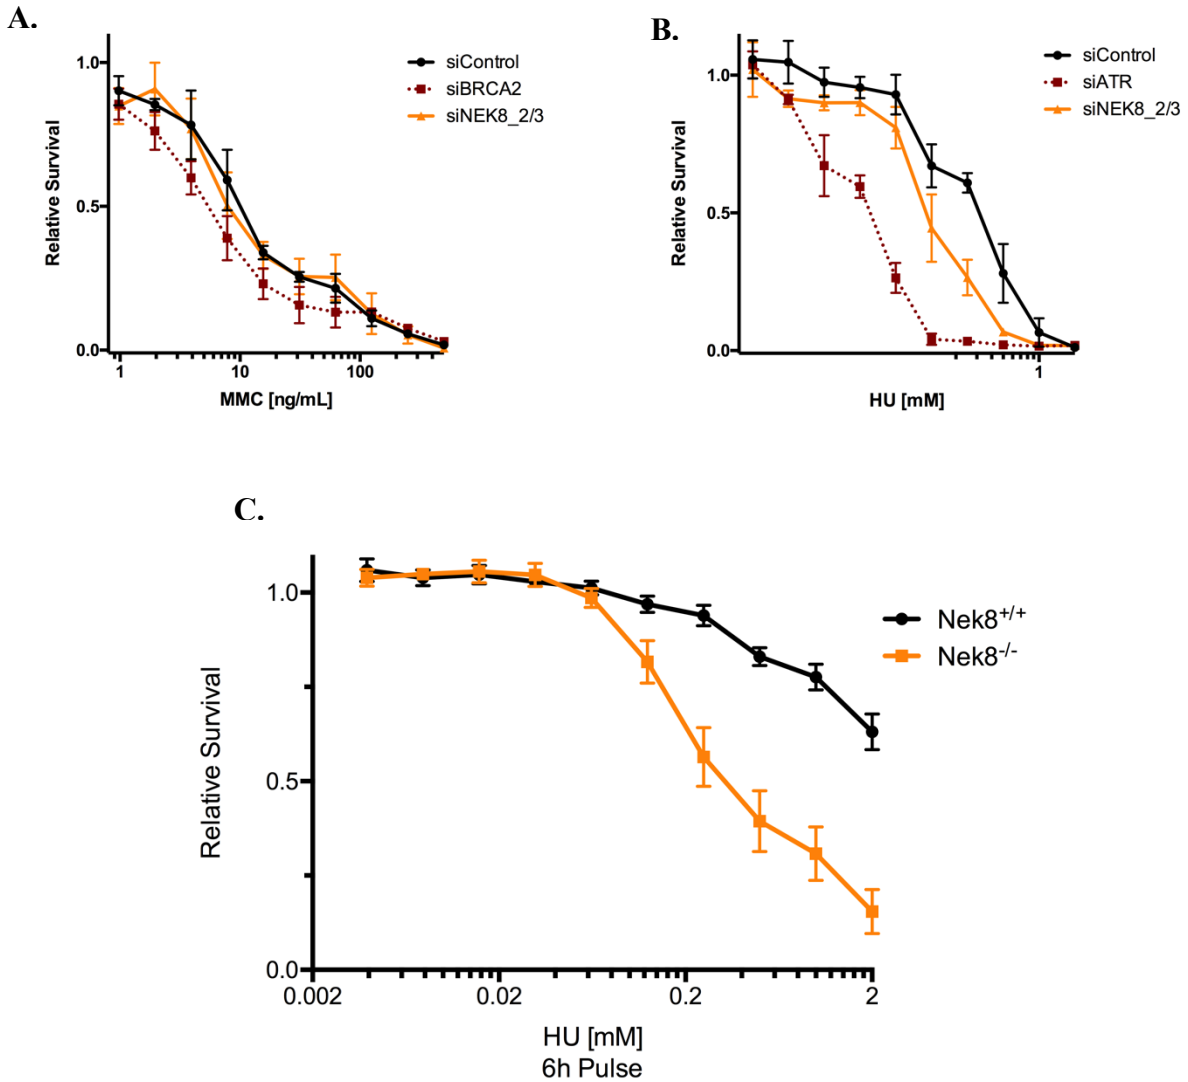 A.
1.0
0.5
0.0
Relative Survival
1
10
100
MMC [ng/mL]
siControl
siBRCA2
siNEK8_2/3
B.
1.0
0.5
0.0
Relative Survival
1
HU [mM]
siControl
siATR
siNEK8_2/3
C.
1.0
0.5
0.0
Relative Survival
0.002
0.02
0.2
2
HU [mM]
6h Pulse
Nek8+/+
Nek8-/-